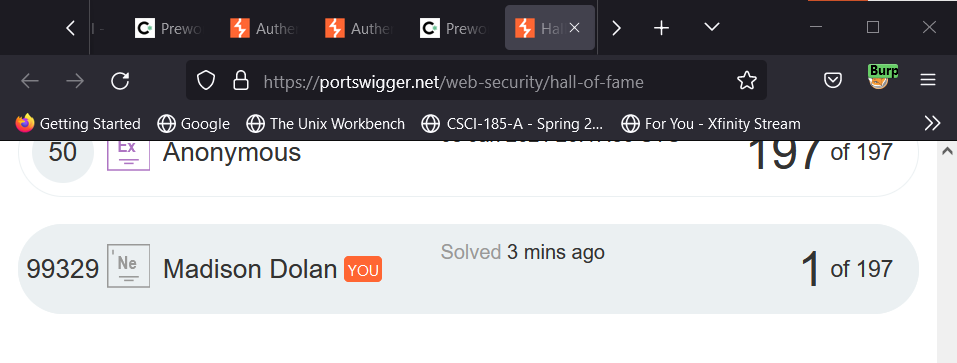 Prewo
Authe
Authe
Prewo
Hal
https://portswigger.net/web-security/hall-of-fame
Burp
Getting Started
Google
The Unix Workbench
CSCI-185-A - Spring 2...
For You - Xfinity Stream
50
Ex
Anonymous
197 of 197
99329
Ne
Madison Dolan YOU
Solved 3 mins ago
1 of 197